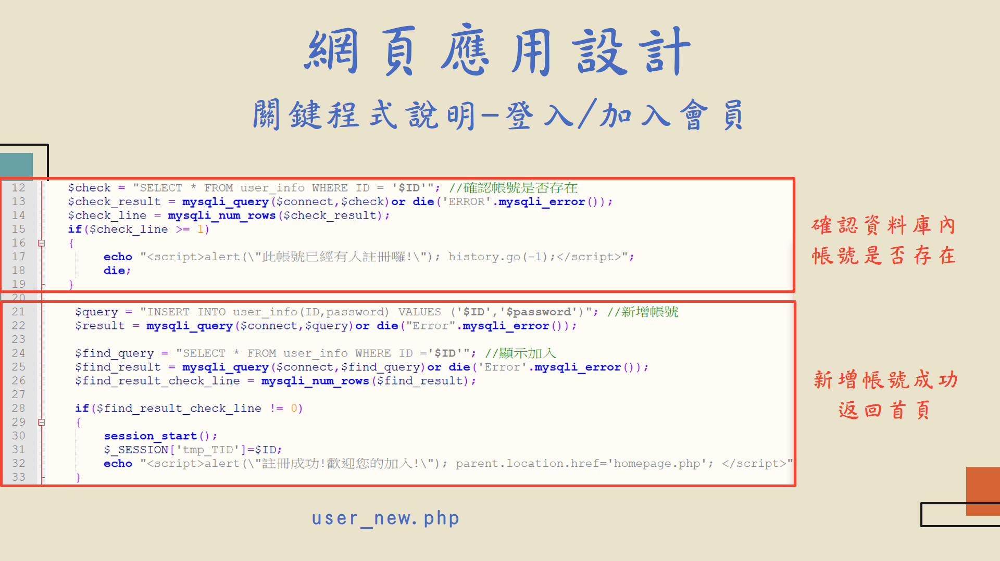 網頁應用設計
關鍵程式說明-登入/加入會員
12 $check = "SELECT * FROM user_info WHERE ID = '$ID'"; //確認帳號是否存在
13 $check_result = mysqli_query($connect,$check)or die('ERROR'.mysqli_error());
14 $check_line = mysqli_num_rows($check_result);
15 if($check_line >= 1)
16 {
17 echo "<script>alert(\"此帳號已經有人註冊囉!\"); history.go(-1);</script>";
18 die;
19 }
20
確認資料庫內
帳號是否存在
21 $query = "INSERT INTO user_info(ID,password) VALUES ('$ID','$password')"; //新增帳號
22 $result = mysqli_query($connect,$query)or die("Error".mysqli_error());
23
24 $find_query = "SELECT * FROM user_info WHERE ID ='$ID'"; //顯示加入
25 $find_result = mysqli_query($connect,$find_query)or die('Error'.mysqli_error());
26 $find_result_check_line = mysqli_num_rows($find_result);
27
28 if($find_result_check_line != 0)
29 {
30 session_start();
31 $_SESSION['tmp_TID']=$ID;
32 echo "<script>alert(\"註冊成功!歡迎您的加入!\"); parent.location.href='homepage.php'; </script>"
33 }
新增帳號成功
返回首頁
user_new.php